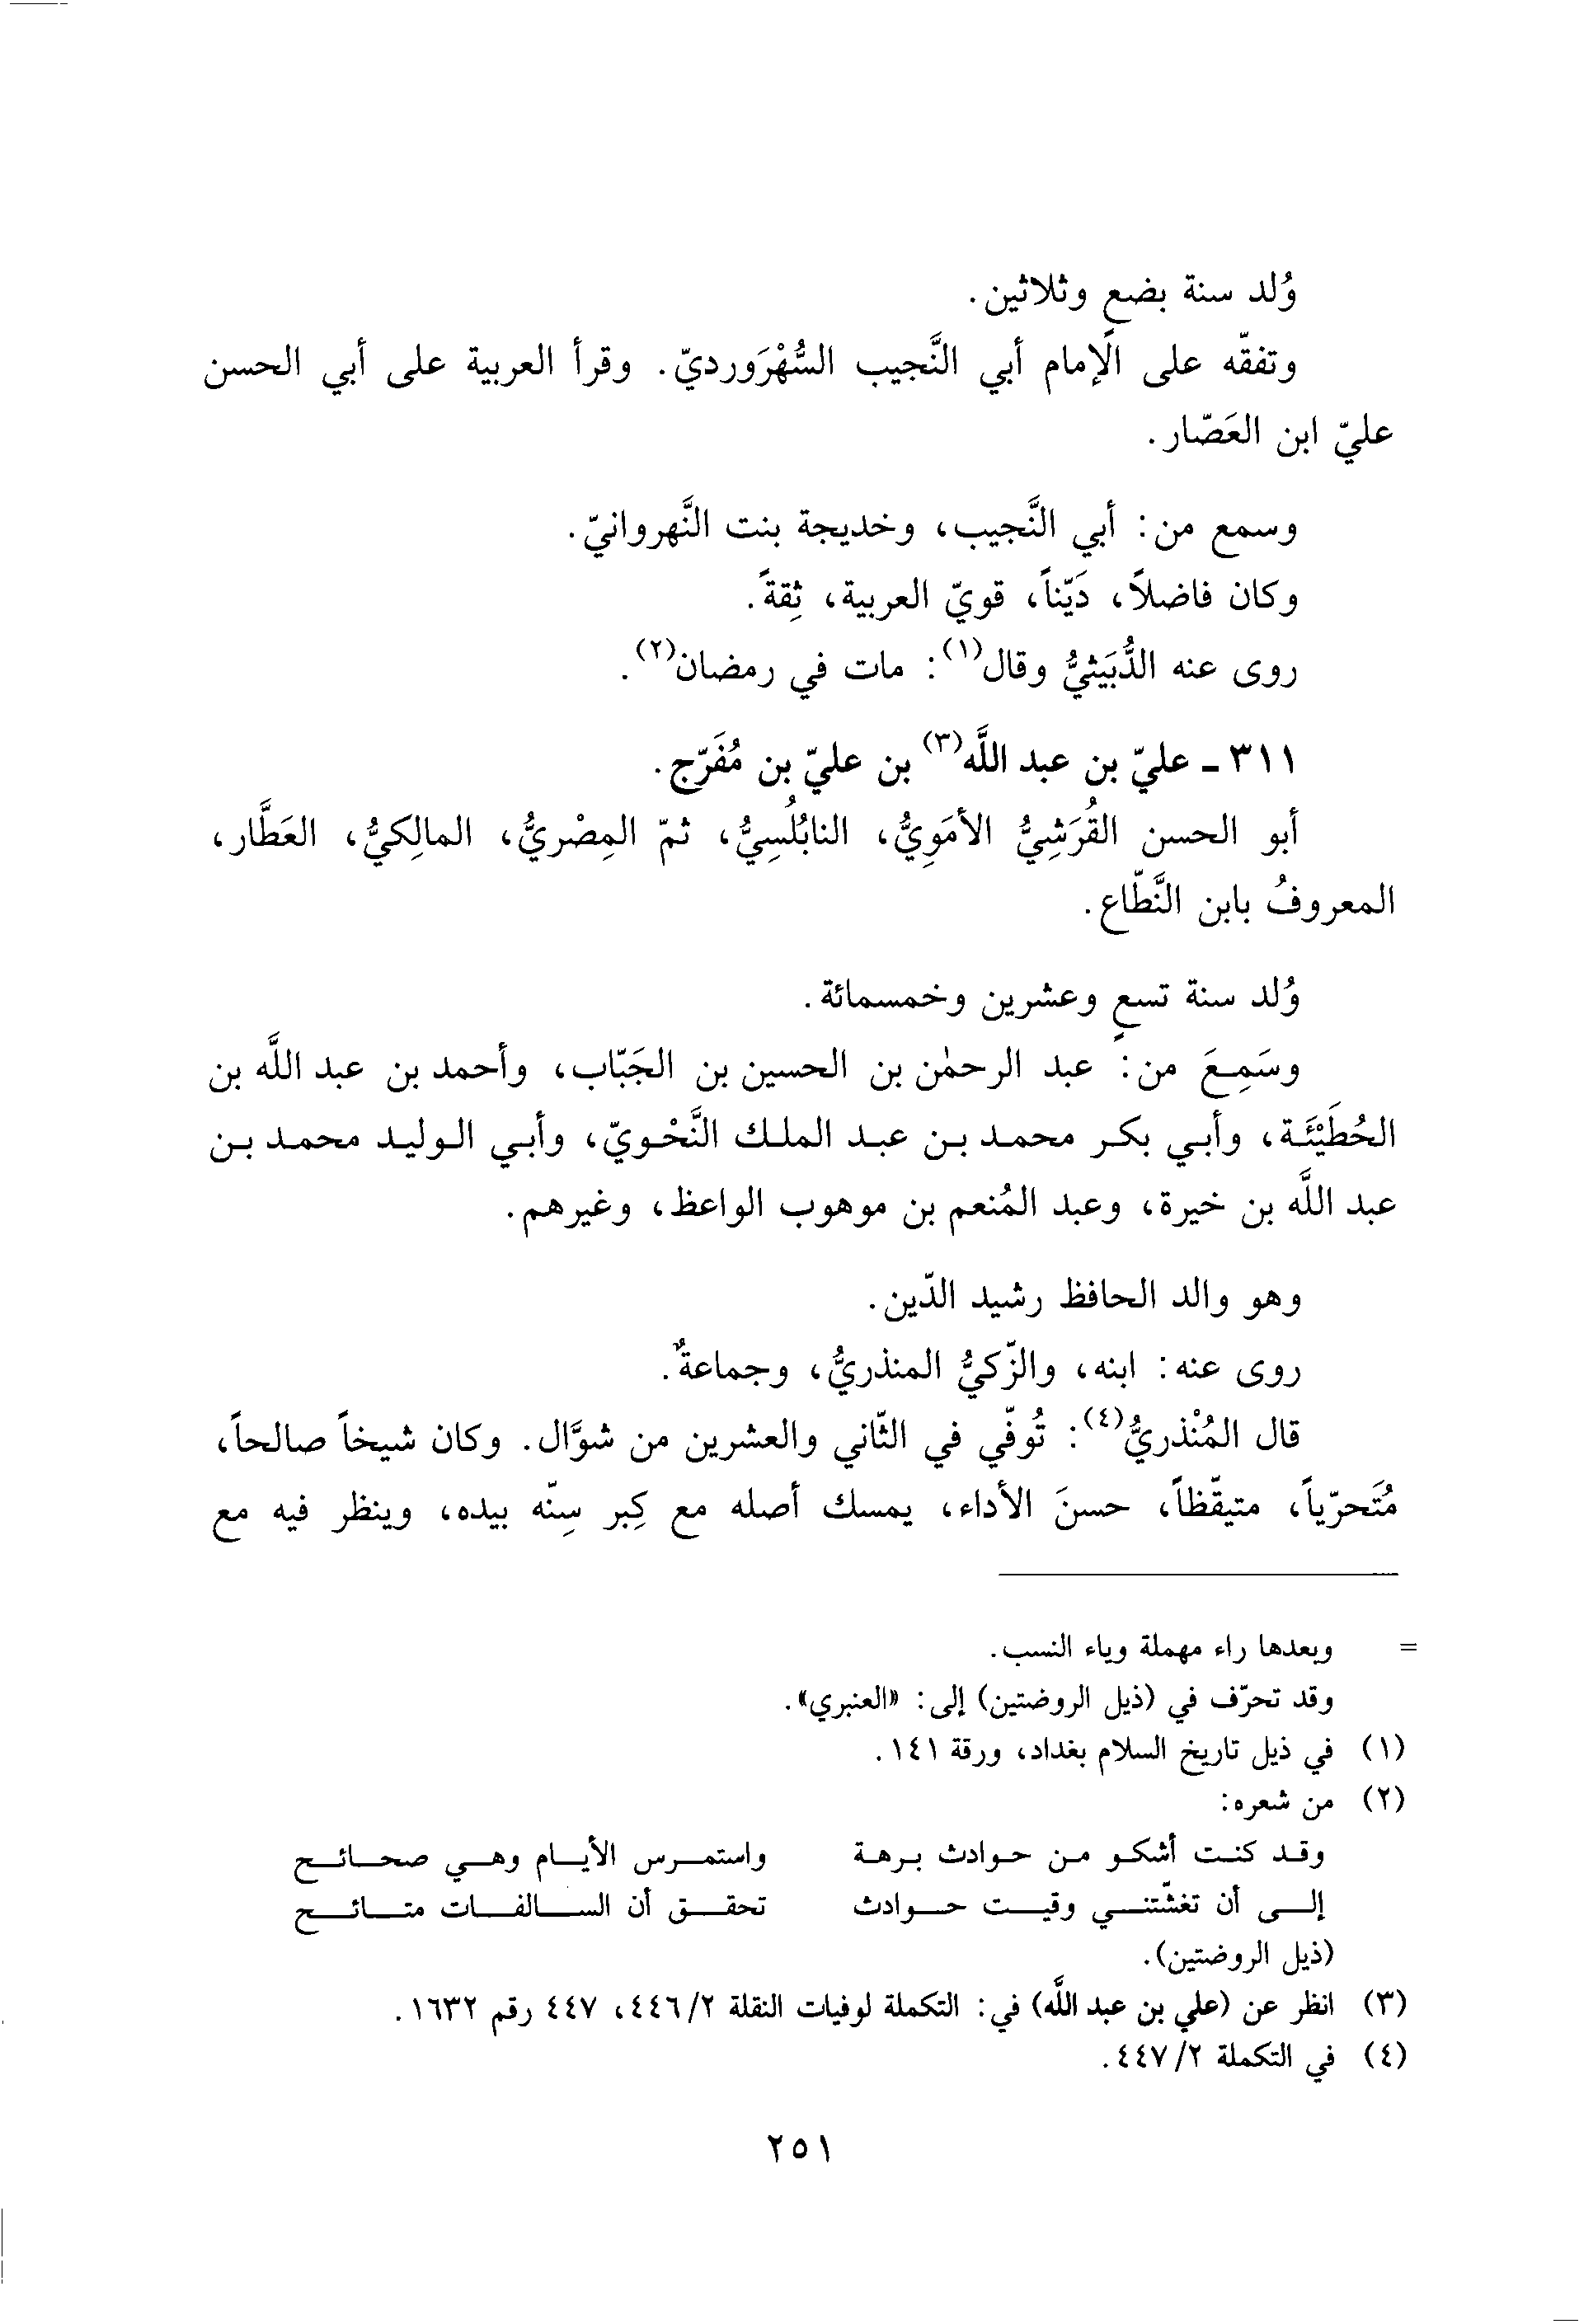 وُلد سنة بضعٍ وثلاثين.
وتفقّه على الإمام أبي النَّجيب السُّهْرَورديّ. وقرأ العربية على أبي الحسن
عليّ ابن العَصّار.
وسمع من: أبي النَّجيب، وخديجة بنت النَّهروانيّ.
وكان فاضلاً، دَيّناً، قويّ العربية، ثِقةً.
روى عنه الدُّبَيثيُّ وقال(١): مات في رمضان(٢).
٣١١ ـ عليّ بن عبد اللَّه(٣) بن عليّ بن مُفَرّج.
أبو الحسن القُرَشِيُّ الأمَوِيُّ، النابُلُسِيُّ، ثمّ المِصْريُّ، المالِكيُّ، العَطَّار،
المعروفُ بابن النَّطّاع.
وُلد سنة تسعٍ وعشرين وخمسمائة.
وسَمِعَ من: عبد الرحمٰن بن الحسين بن الجَبّاب، وأحمد بن عبد اللَّه بن
الحُطَيْئَة، وأبي بكر محمد بن عبد الملك النَّحْويّ، وأبي الوليد محمد بن
عبد اللَّه بن خيرة، وعبد المُنعم بن موهوب الواعظ، وغيرهم.
وهو والد الحافظ رشيد الدّين.
روى عنه: ابنه، والزّكيُّ المنذريُّ، وجماعةٌ.
قال المُنْذريُّ(٤): تُوفّي في الثّاني والعشرين من شوَّال. وكان شيخاً صالحاً،
مُتَحرّياً، متيقّظاً، حسنَ الأداء، يمسك أصله مع كِبر سِنّه بيده، وينظر فيه مع
= وبعدها راء مهملة وياء النسب.
وقد تحرّف في (ذيل الروضتين) إلى: «العنبري».
(١) في ذيل تاريخ السلام بغداد، ورقة ١٤١.
(٢) من شعره:
وقد كنت أشكو من حوادث برهة واستمرس الأيام وهي صحائح
إلى أن تغشّتني وقيت حوادث تحقق أن السالفات متائح
(ذيل الروضتين).
(٣) انظر عن (علي بن عبد اللَّه) في: التكملة لوفيات النقلة ٢/ ٤٤٦، ٤٤٧ رقم ١٦٣٢.
(٤) في التكملة ٢/ ٤٤٧.
٢٥١